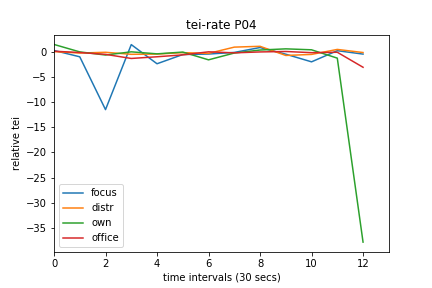 tei-rate P04
relative tei
0
−5
−10
−15
−20
−25
−30
−35
focus
distr
own
office
0 2 4 6 8 10 12
time intervals (30 secs)